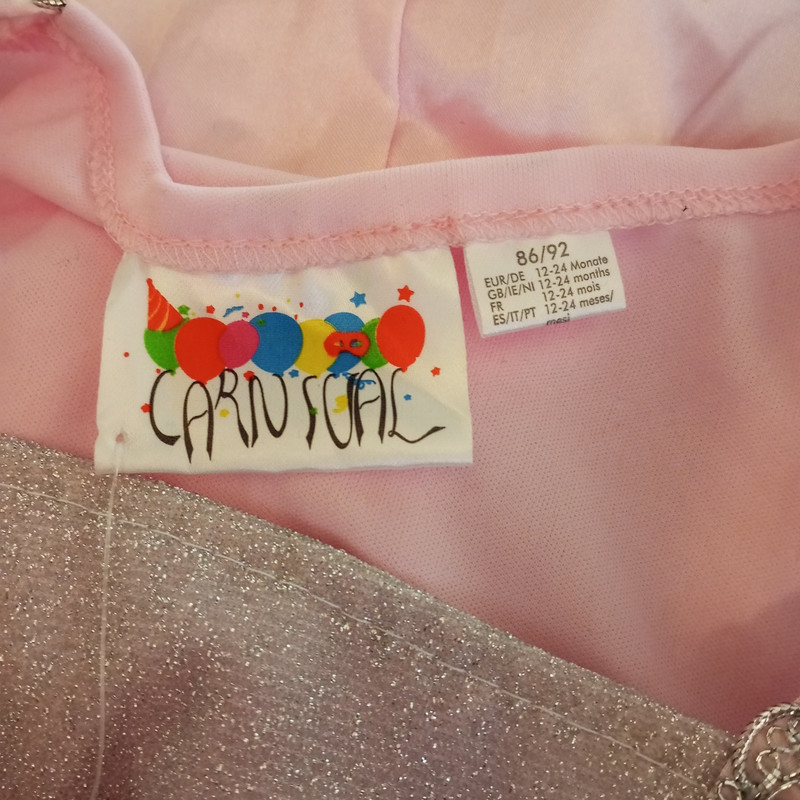 CARNIVAL
86/92
EUR/DE 12-24 Monate
GB/IE/NI 12-24 months
FR 12-24 mois
ES/IT/PT 12-24 meses/
mesi